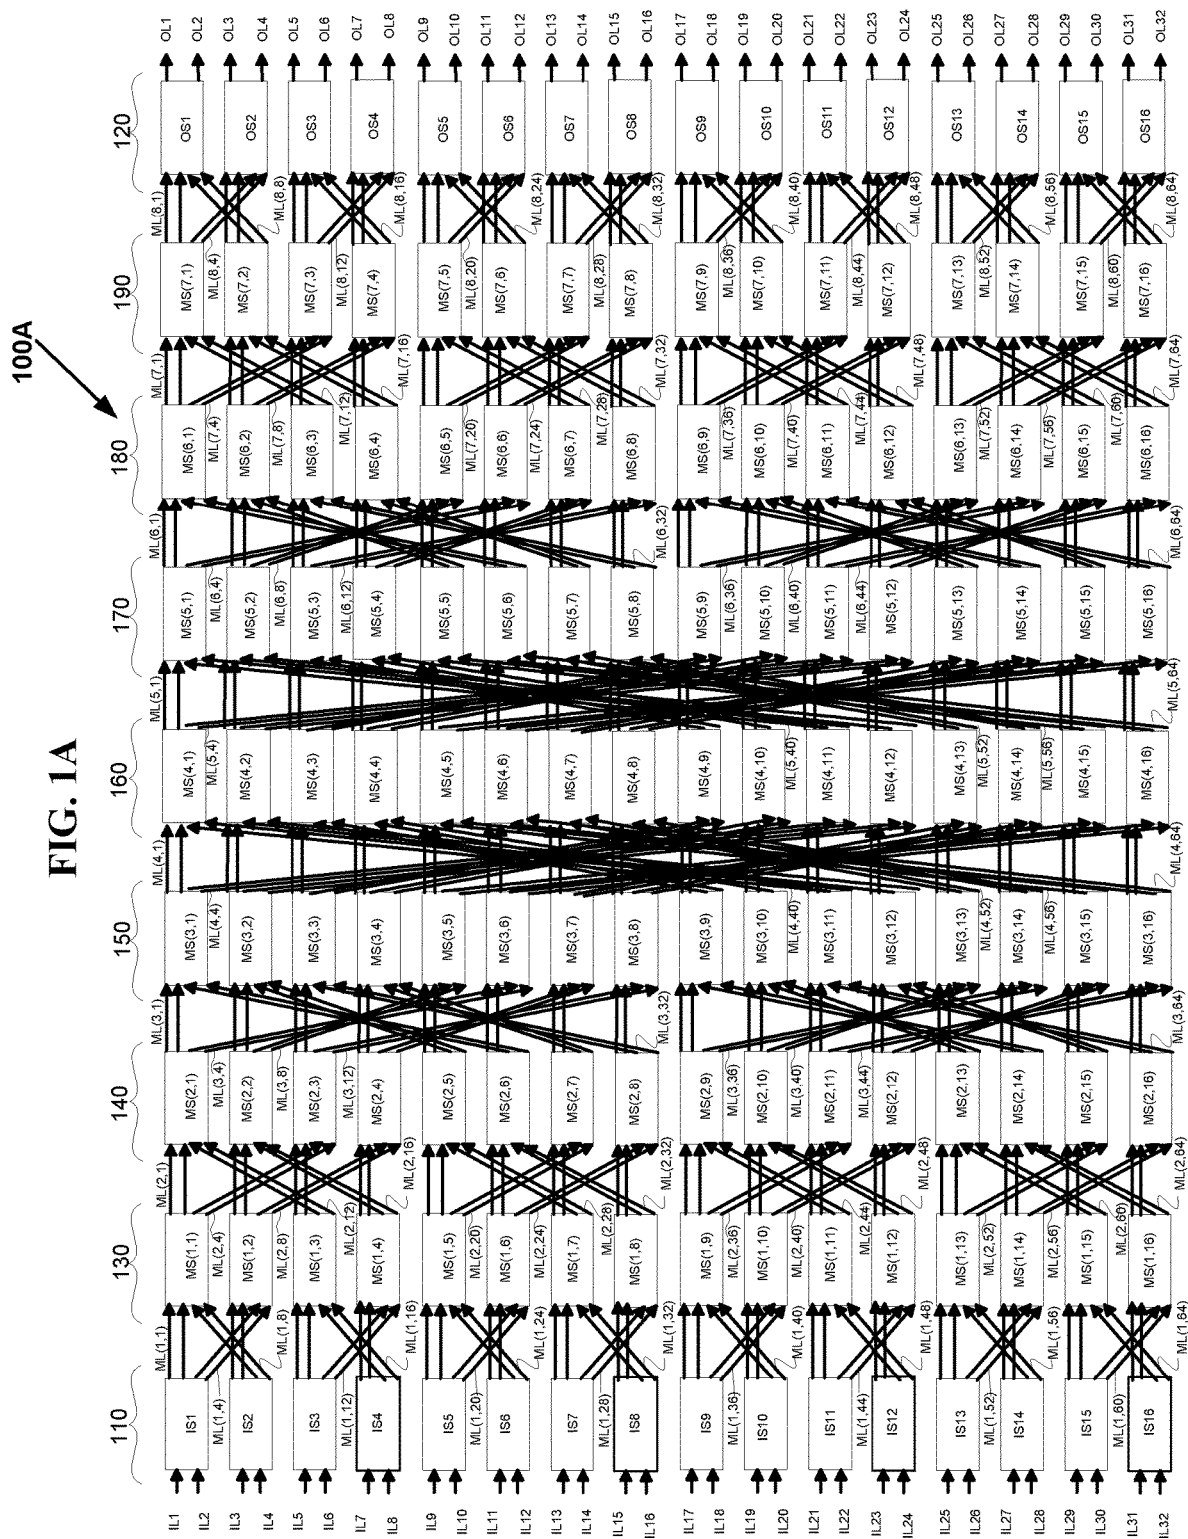 100A
FIG. 1A
110 130 140 150 160 170 180 190 120
ML(1,1) ML(2,1) ML(3,1) ML(4,1) ML(5,1) ML(6,1) ML(7,1) ML(8,1)
IL1 OL1
IS1 MS(1,1) MS(2,1) MS(3,1) MS(4,1) MS(5,1) MS(6,1) MS(7,1) OS1
IL2 OL2
ML(1,4) ML(2,4) ML(3,4) ML(4,4) ML(5,4) ML(6,4) ML(7,4) ML(8,4)
IL3 OL3
IS2 MS(1,2) MS(2,2) MS(3,2) MS(4,2) MS(5,2) MS(6,2) MS(7,2) OS2
IL4 OL4
ML(1,8) ML(2,8) ML(3,8) ML(6,8) ML(7,8) ML(8,8)
IL5 OL5
IS3 MS(1,3) MS(2,3) MS(3,3) MS(4,3) MS(5,3) MS(6,3) MS(7,3) OS3
IL6 OL6
ML(1,12) ML(2,12) ML(3,12) ML(6,12) ML(7,12) ML(8,12)
IL7 OL7
IS4 MS(1,4) MS(2,4) MS(3,4) MS(4,4) MS(5,4) MS(6,4) MS(7,4) OS4
IL8 OL8
ML(1,16) ML(2,16) ML(7,16) ML(8,16)
IL9 OL9
IS5 MS(1,5) MS(2,5) MS(3,5) MS(4,5) MS(5,5) MS(6,5) MS(7,5) OS5
IL10 OL10
ML(1,20) ML(2,20) ML(7,20) ML(8,20)
IL11 OL11
IS6 MS(1,6) MS(2,6) MS(3,6) MS(4,6) MS(5,6) MS(6,6) MS(7,6) OS6
IL12 OL12
ML(1,24) ML(2,24) ML(7,24) ML(8,24)
IL13 OL13
IS7 MS(1,7) MS(2,7) MS(3,7) MS(4,7) MS(5,7) MS(6,7) MS(7,7) OS7
IL14 OL14
ML(1,28) ML(2,28) ML(7,28) ML(8,28)
IL15 OL15
IS8 MS(1,8) MS(2,8) MS(3,8) MS(4,8) MS(5,8) MS(6,8) MS(7,8) OS8
IL16 OL16
ML(1,32) ML(2,32) ML(3,32) ML(6,32) ML(7,32) ML(8,32)
IL17 OL17
IS9 MS(1,9) MS(2,9) MS(3,9) MS(4,9) MS(5,9) MS(6,9) MS(7,9) OS9
IL18 OL18
ML(1,36) ML(2,36) ML(3,36) ML(6,36) ML(7,36) ML(8,36)
IL19 OL19
IS10 MS(1,10) MS(2,10) MS(3,10) MS(4,10) MS(5,10) MS(6,10) MS(7,10) OS10
IL20 OL20
ML(1,40) ML(2,40) ML(3,40) ML(4,40) ML(5,40) ML(6,40) ML(7,40) ML(8,40)
IL21 OL21
IS11 MS(1,11) MS(2,11) MS(3,11) MS(4,11) MS(5,11) MS(6,11) MS(7,11) OS11
IL22 OL22
ML(1,44) ML(2,44) ML(3,44) ML(6,44) ML(7,44) ML(8,44)
IL23 OL23
IS12 MS(1,12) MS(2,12) MS(3,12) MS(4,12) MS(5,12) MS(6,12) MS(7,12) OS12
IL24 OL24
ML(1,48) ML(2,48) ML(7,48) ML(8,48)
IL25 OL25
IS13 MS(1,13) MS(2,13) MS(3,13) MS(4,13) MS(5,13) MS(6,13) MS(7,13) OS13
IL26 OL26
ML(1,52) ML(2,52) ML(4,52) ML(5,52) ML(7,52) ML(8,52)
IL27 OL27
IS14 MS(1,14) MS(2,14) MS(3,14) MS(4,14) MS(5,14) MS(6,14) MS(7,14) OS14
IL28 OL28
ML(1,56) ML(2,56) ML(4,56) ML(5,56) ML(7,56) ML(8,56)
IL29 OL29
IS15 MS(1,15) MS(2,15) MS(3,15) MS(4,15) MS(5,15) MS(6,15) MS(7,15) OS15
IL30 OL30
ML(1,60) ML(2,60) ML(7,60) ML(8,60)
IL31 OL31
IS16 MS(1,16) MS(2,16) MS(3,16) MS(4,16) MS(5,16) MS(6,16) MS(7,16) OS16
IL32 OL32
ML(1,64) ML(2,64) ML(3,64) ML(4,64) ML(5,64) ML(6,64) ML(7,64) ML(8,64)